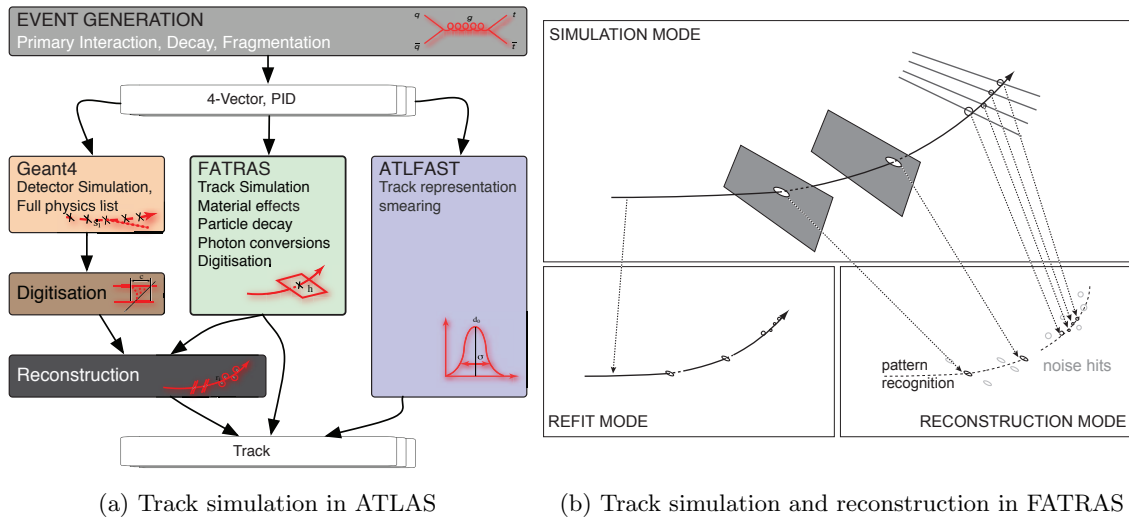 EVENT GENERATION
Primary Interaction, Decay, Fragmentation
q
g
t
q̅
t̅
4-Vector, PID
Geant4
Detector Simulation,
Full physics list
S₁
FATRAS
Track Simulation
Material effects
Particle decay
Photon conversions
Digitisation
h
ATLFAST
Track representation
smearing
d₀
σ
Digitisation
c
Reconstruction
Track
(a) Track simulation in ATLAS
SIMULATION MODE
REFIT MODE
pattern
recognition
noise hits
RECONSTRUCTION MODE
(b) Track simulation and reconstruction in FATRAS